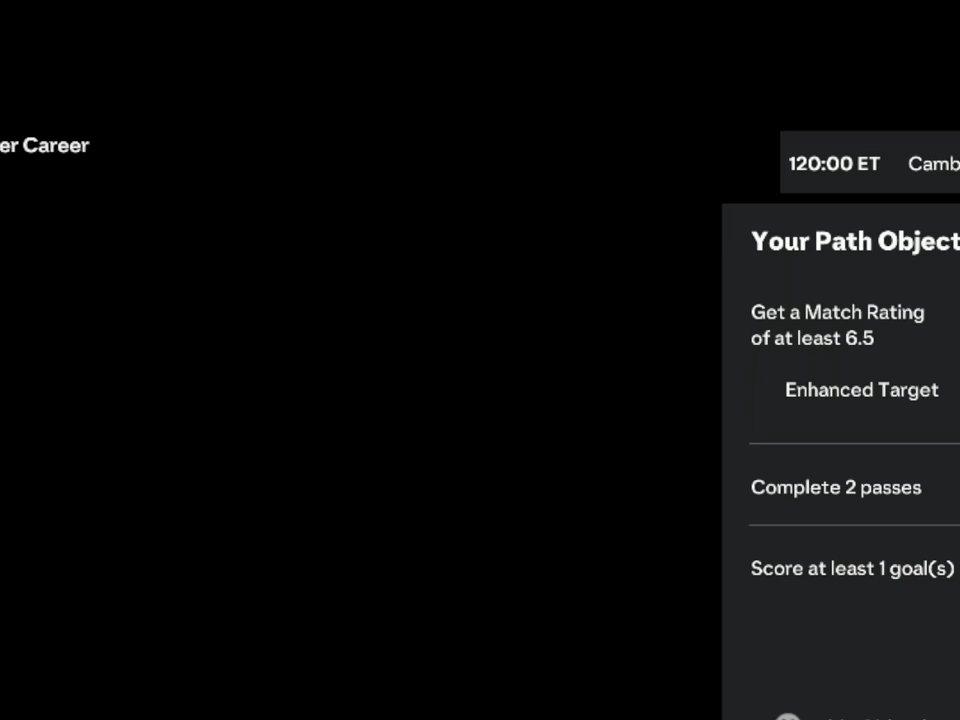 er Career
120:00 ET Camb
Your Path Object
Get a Match Rating
of at least 6.5
Enhanced Target
Complete 2 passes
Score at least 1 goal(s)